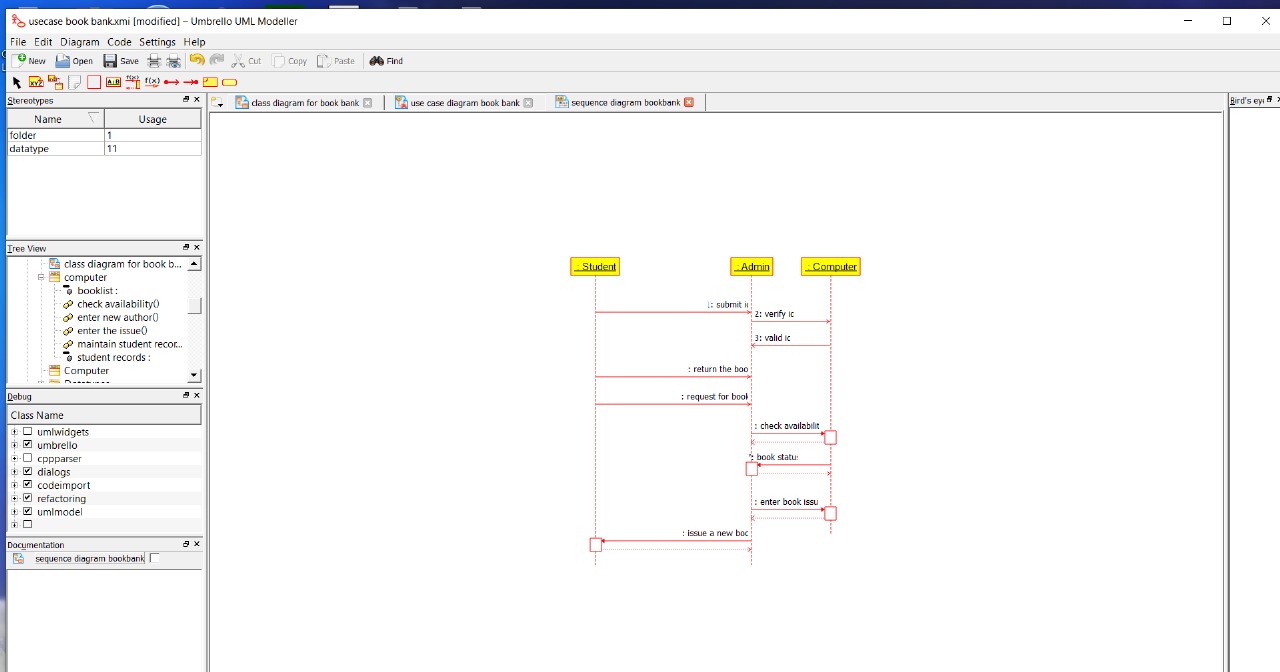 usecase book bank.xmi [modified] – Umbrello UML Modeller
File Edit Diagram Code Settings Help
New Open Save Cut Copy Paste Find
Stereotypes
Name Usage
folder 1
datatype 11
class diagram for book bank
use case diagram book bank
sequence diagram bookbank
Bird's ey
Tree View
class diagram for book b...
computer
booklist :
check availability()
enter new author()
enter the issue()
maintain student recor...
student records :
Computer
Debug
Class Name
umlwidgets
umbrello
cppparser
dialogs
codeimport
refactoring
umlmodel
Documentation
sequence diagram bookbank
: Student
: Admin
: Computer
: submit
2: verify
3: valid
: return the boo
: request for book
: check availabilit
: book statu
: enter book issu
: issue a new boo